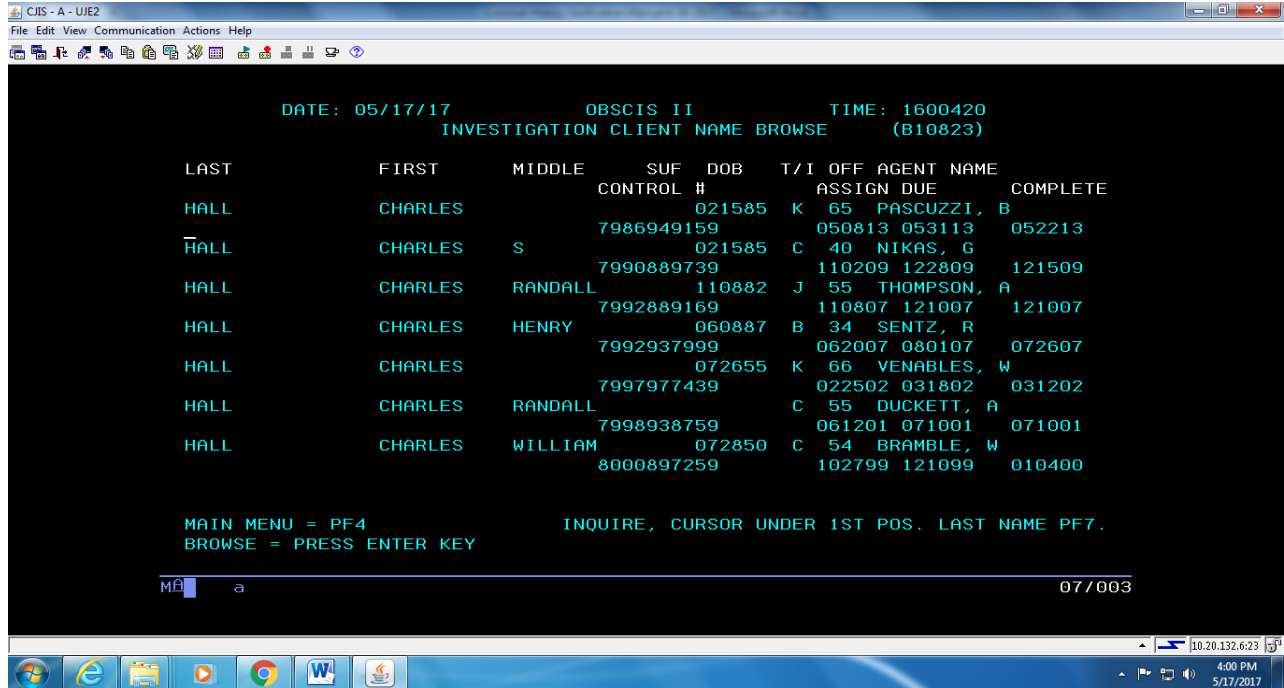 CJIS - A - UJE2
File Edit View Communication Actions Help
DATE: 05/17/17 OBSCIS II TIME: 1600420
INVESTIGATION CLIENT NAME BROWSE (B10823)
LAST FIRST MIDDLE SUF DOB T/I OFF AGENT NAME
CONTROL # ASSIGN DUE COMPLETE
HALL CHARLES 021585 K 65 PASCUZZI, B
7986949159 050813 053113 052213
HALL CHARLES S 021585 C 40 NIKAS, G
7990889739 110209 122809 121509
HALL CHARLES RANDALL 110882 J 55 THOMPSON, A
7992889169 110807 121007 121007
HALL CHARLES HENRY 060887 B 34 SENTZ, R
7992937999 062007 080107 072607
HALL CHARLES 072655 K 66 VENABLES, W
7997977439 022502 031802 031202
HALL CHARLES RANDALL C 55 DUCKETT, A
7998938759 061201 071001 071001
HALL CHARLES WILLIAM 072850 C 54 BRAMBLE, W
8000897259 102799 121099 010400
MAIN MENU = PF4 INQUIRE, CURSOR UNDER 1ST POS. LAST NAME PF7.
BROWSE = PRESS ENTER KEY
MA a 07/003
10.20.132.6:23
4:00 PM
5/17/2017